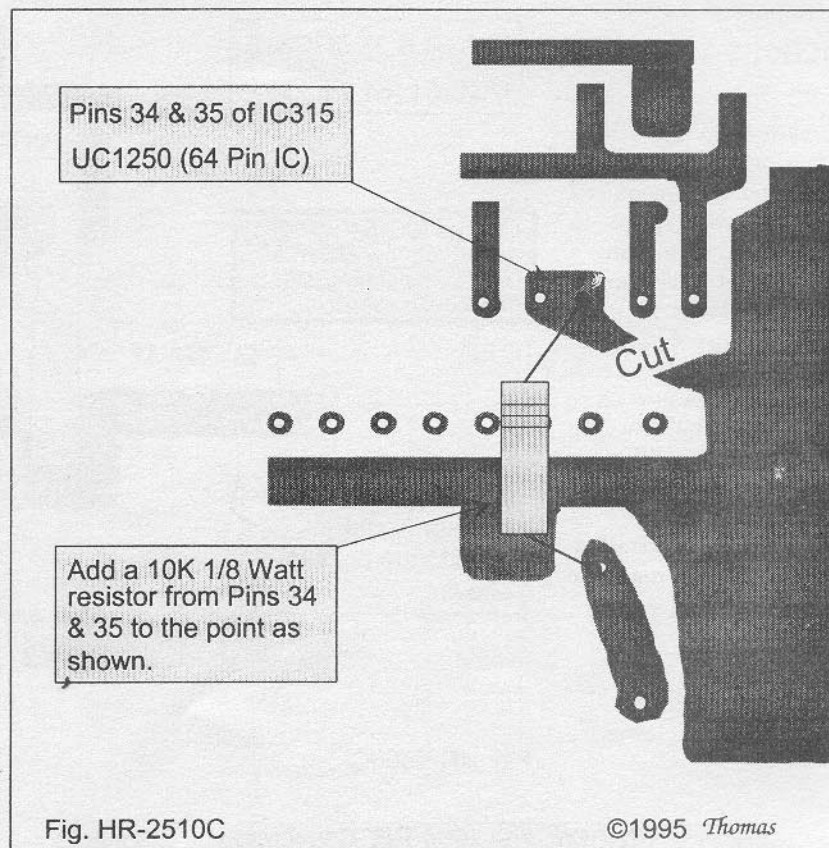 Pins 34 & 35 of IC315
UC1250 (64 Pin IC)
Cut
Add a 10K 1/8 Watt
resistor from Pins 34
& 35 to the point as
shown.
Fig. HR-2510C
©1995 Thomas